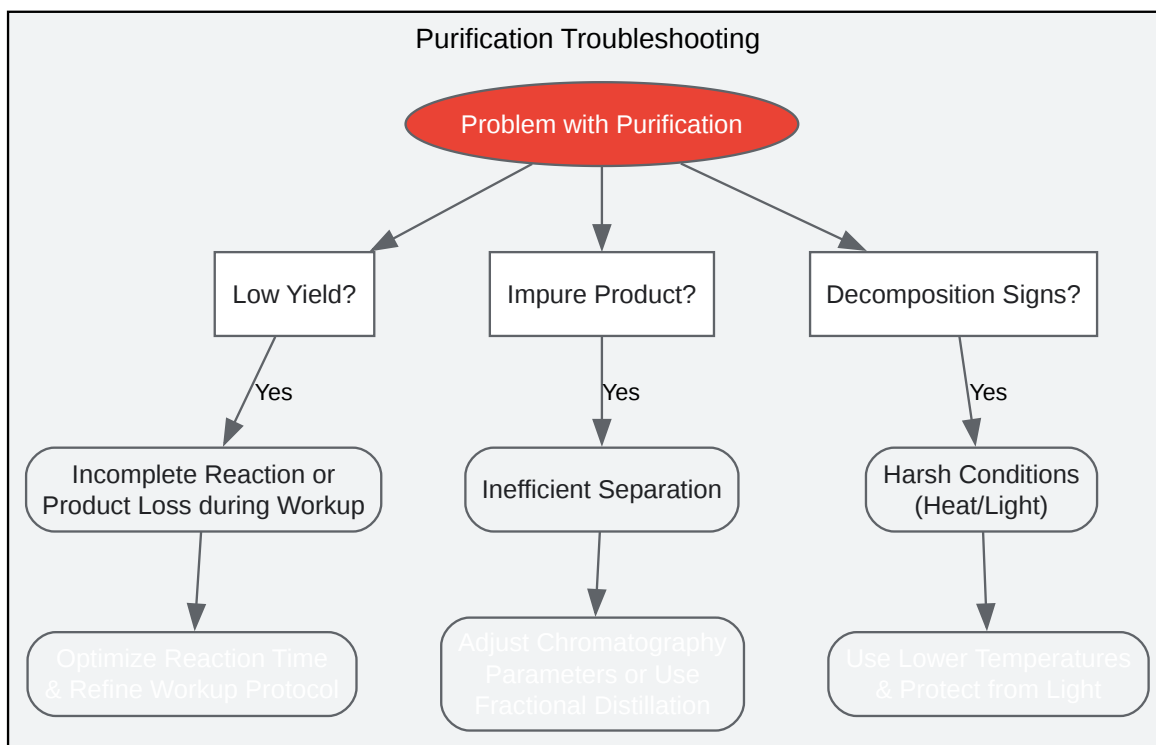 Purification Troubleshooting
Problem with Purification
Low Yield?
Impure Product?
Decomposition Signs?
Yes
Yes
Yes
Incomplete Reaction or
Product Loss during Workup
Inefficient Separation
Harsh Conditions
(Heat/Light)
Optimize Reaction Time
& Refine Workup Protocol
Adjust Chromatography
Parameters or Use
Fractional Distillation
Use Lower Temperatures
& Protect from Light